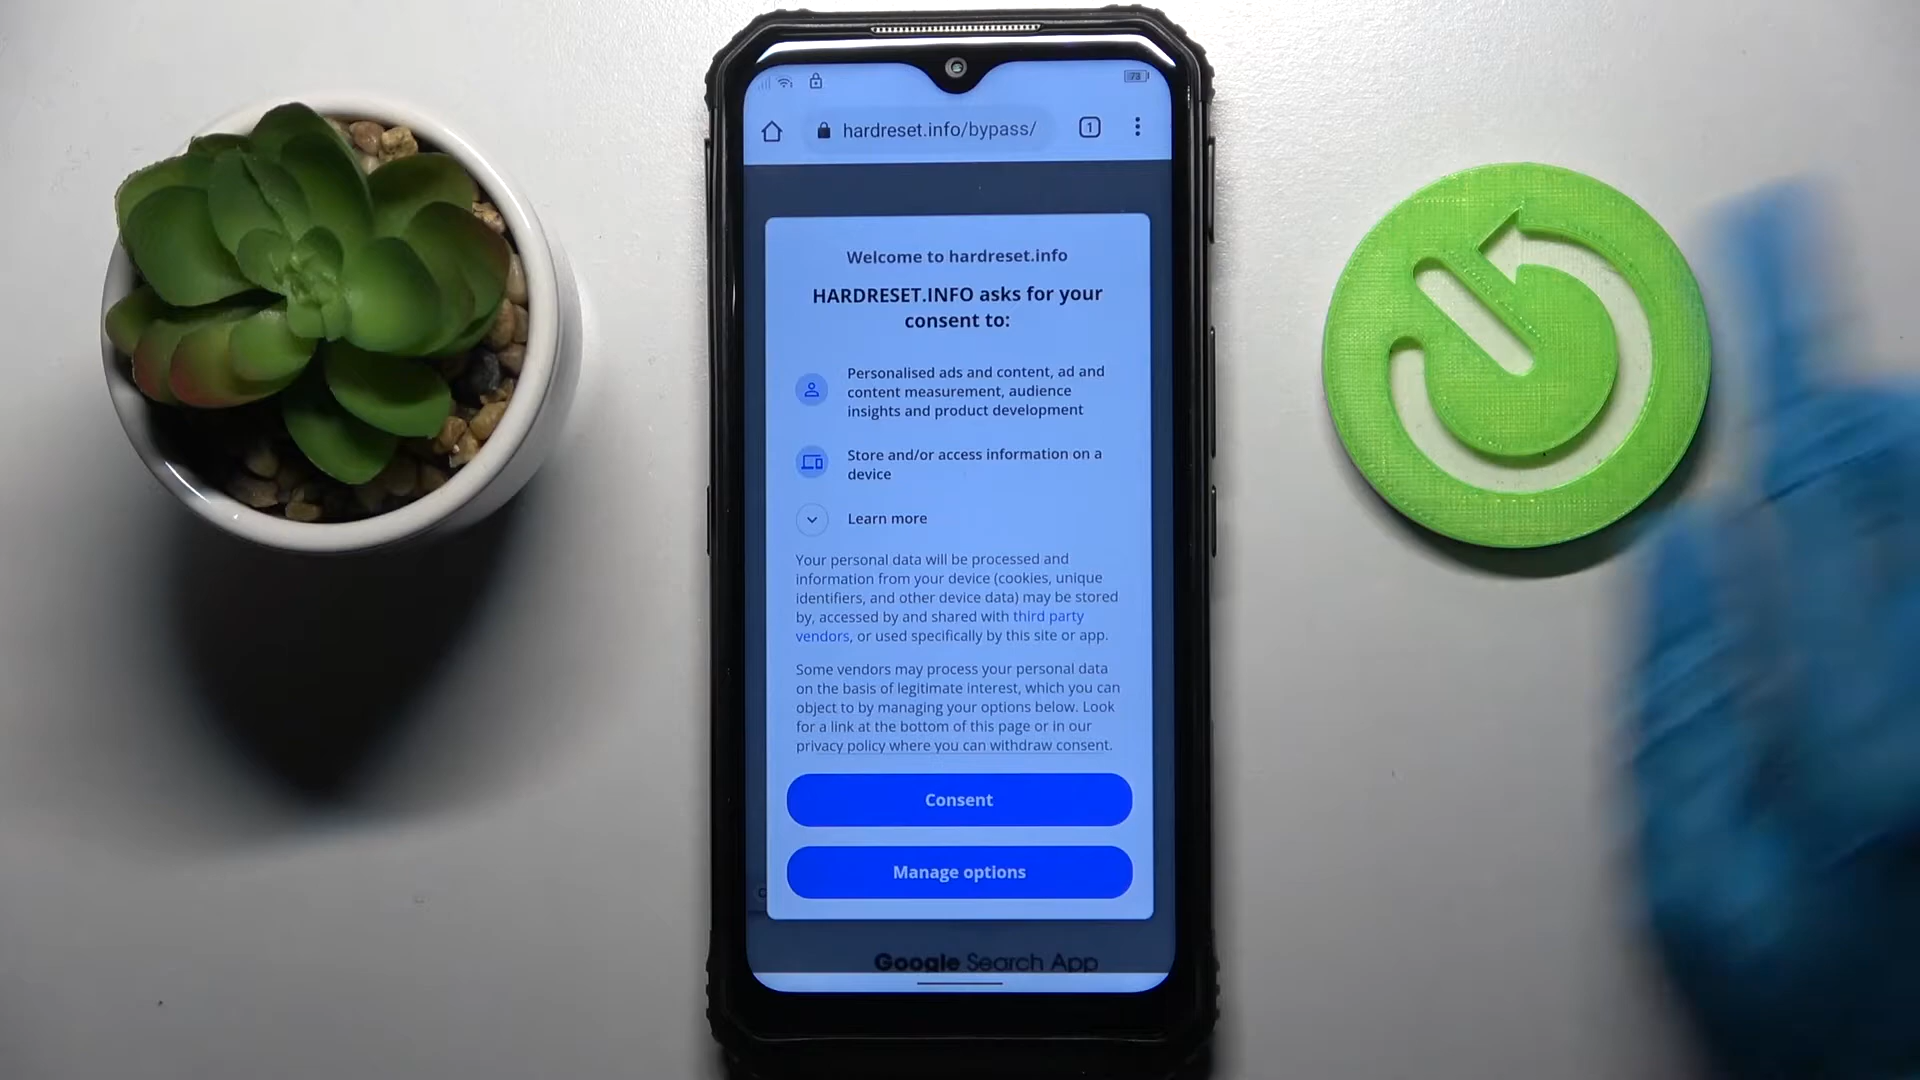 73
hardreset.info/bypass/
1
Welcome to hardreset.info
HARDRESET.INFO asks for your
consent to:
Personalised ads and content, ad and
content measurement, audience
insights and product development
Store and/or access information on a
device
Learn more
Your personal data will be processed and
information from your device (cookies, unique
identifiers, and other device data) may be stored
by, accessed by and shared with third party
vendors, or used specifically by this site or app.
Some vendors may process your personal data
on the basis of legitimate interest, which you can
object to by managing your options below. Look
for a link at the bottom of this page or in our
privacy policy where you can withdraw consent.
Consent
Manage options
Google Search App